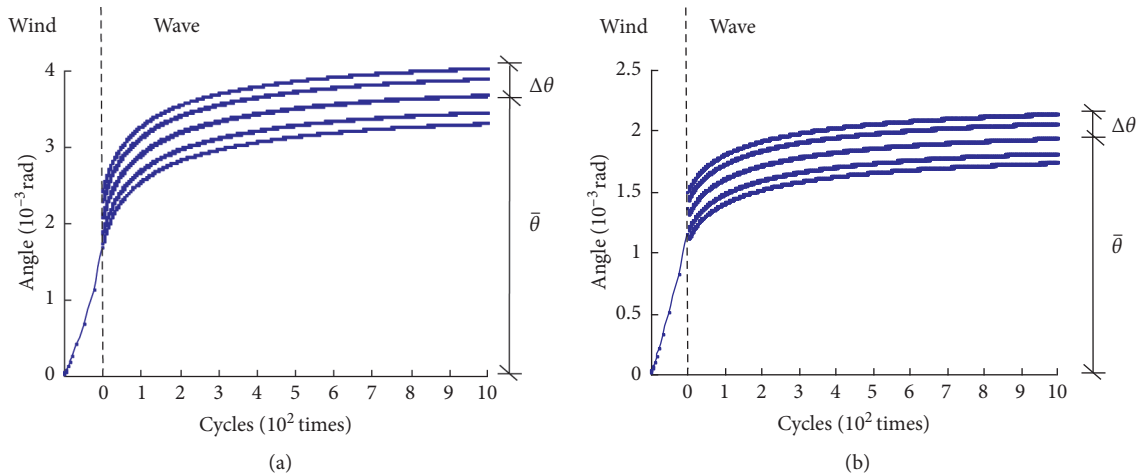 Wind Wave
4
3
2
1
0
Angle (10⁻³ rad)
0 1 2 3 4 5 6 7 8 9 10
Cycles (10² times)
Δθ
θ̄
(a)
Wind Wave
2.5
2
1.5
1
0.5
0
Angle (10⁻³ rad)
0 1 2 3 4 5 6 7 8 9 10
Cycles (10² times)
Δθ
θ̄
(b)